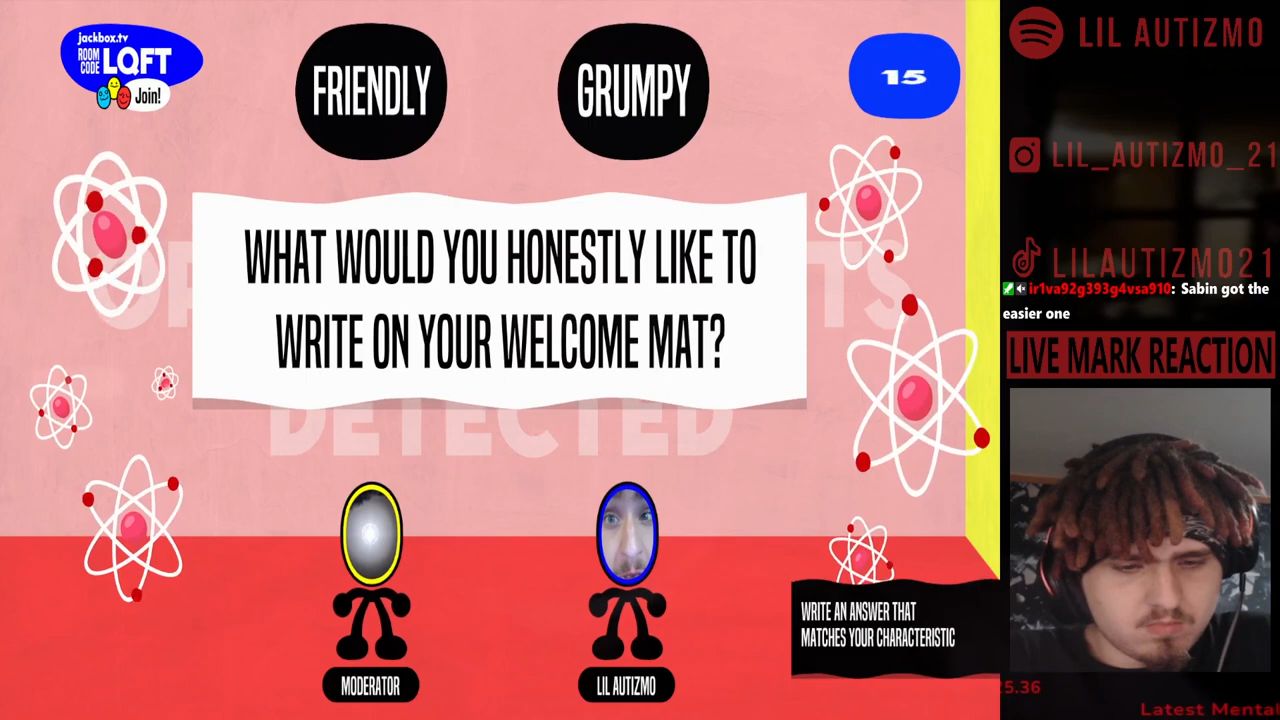 jackbox.tv
ROOM CODE LQFT
Join!
FRIENDLY
GRUMPY
15
WHAT WOULD YOU HONESTLY LIKE TO
WRITE ON YOUR WELCOME MAT?
DETECTED
WRITE AN ANSWER THAT
MATCHES YOUR CHARACTERISTIC
MODERATOR
LIL AUTIZMO
LIL AUTIZMO
LIL_AUTIZMO_21
LILAUTIZMO21
ir1va92g393g4vsa910: Sabin got the
easier one
LIVE MARK REACTION
5.36
Latest Menta